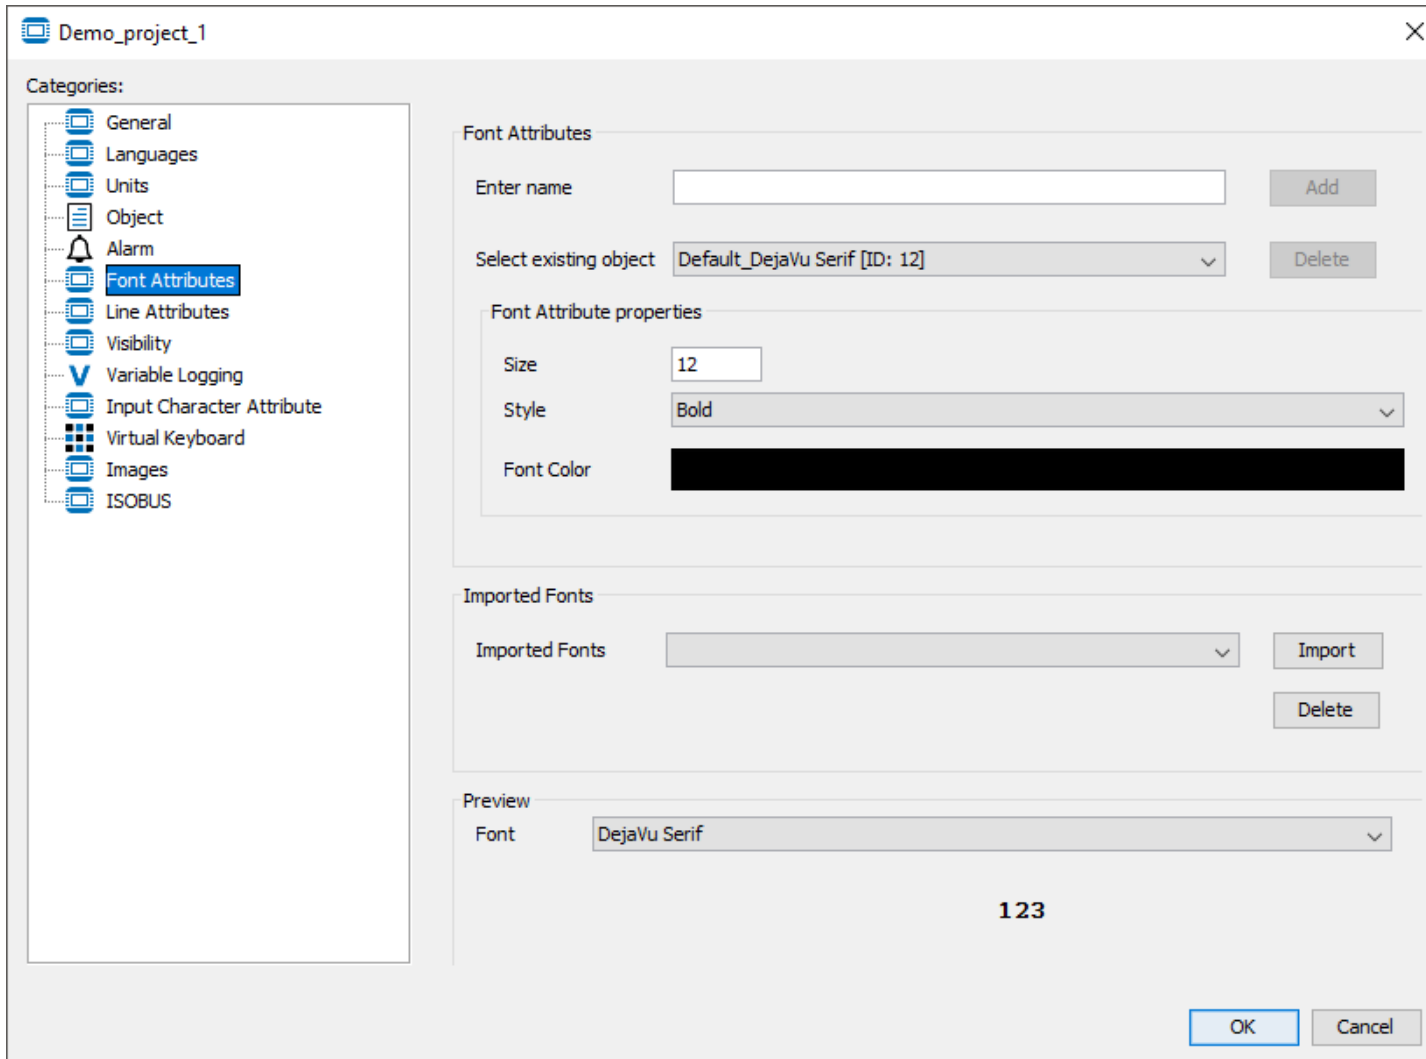 Demo_project_1
Categories:
General
Languages
Units
Object
Alarm
Font Attributes
Line Attributes
Visibility
Variable Logging
Input Character Attribute
Virtual Keyboard
Images
ISOBUS
Font Attributes
Enter name
Add
Select existing object
Default_DejaVu Serif [ID: 12]
Delete
Font Attribute properties
Size
12
Style
Bold
Font Color
Imported Fonts
Imported Fonts
Import
Delete
Preview
Font
DejaVu Serif
123
OK
Cancel